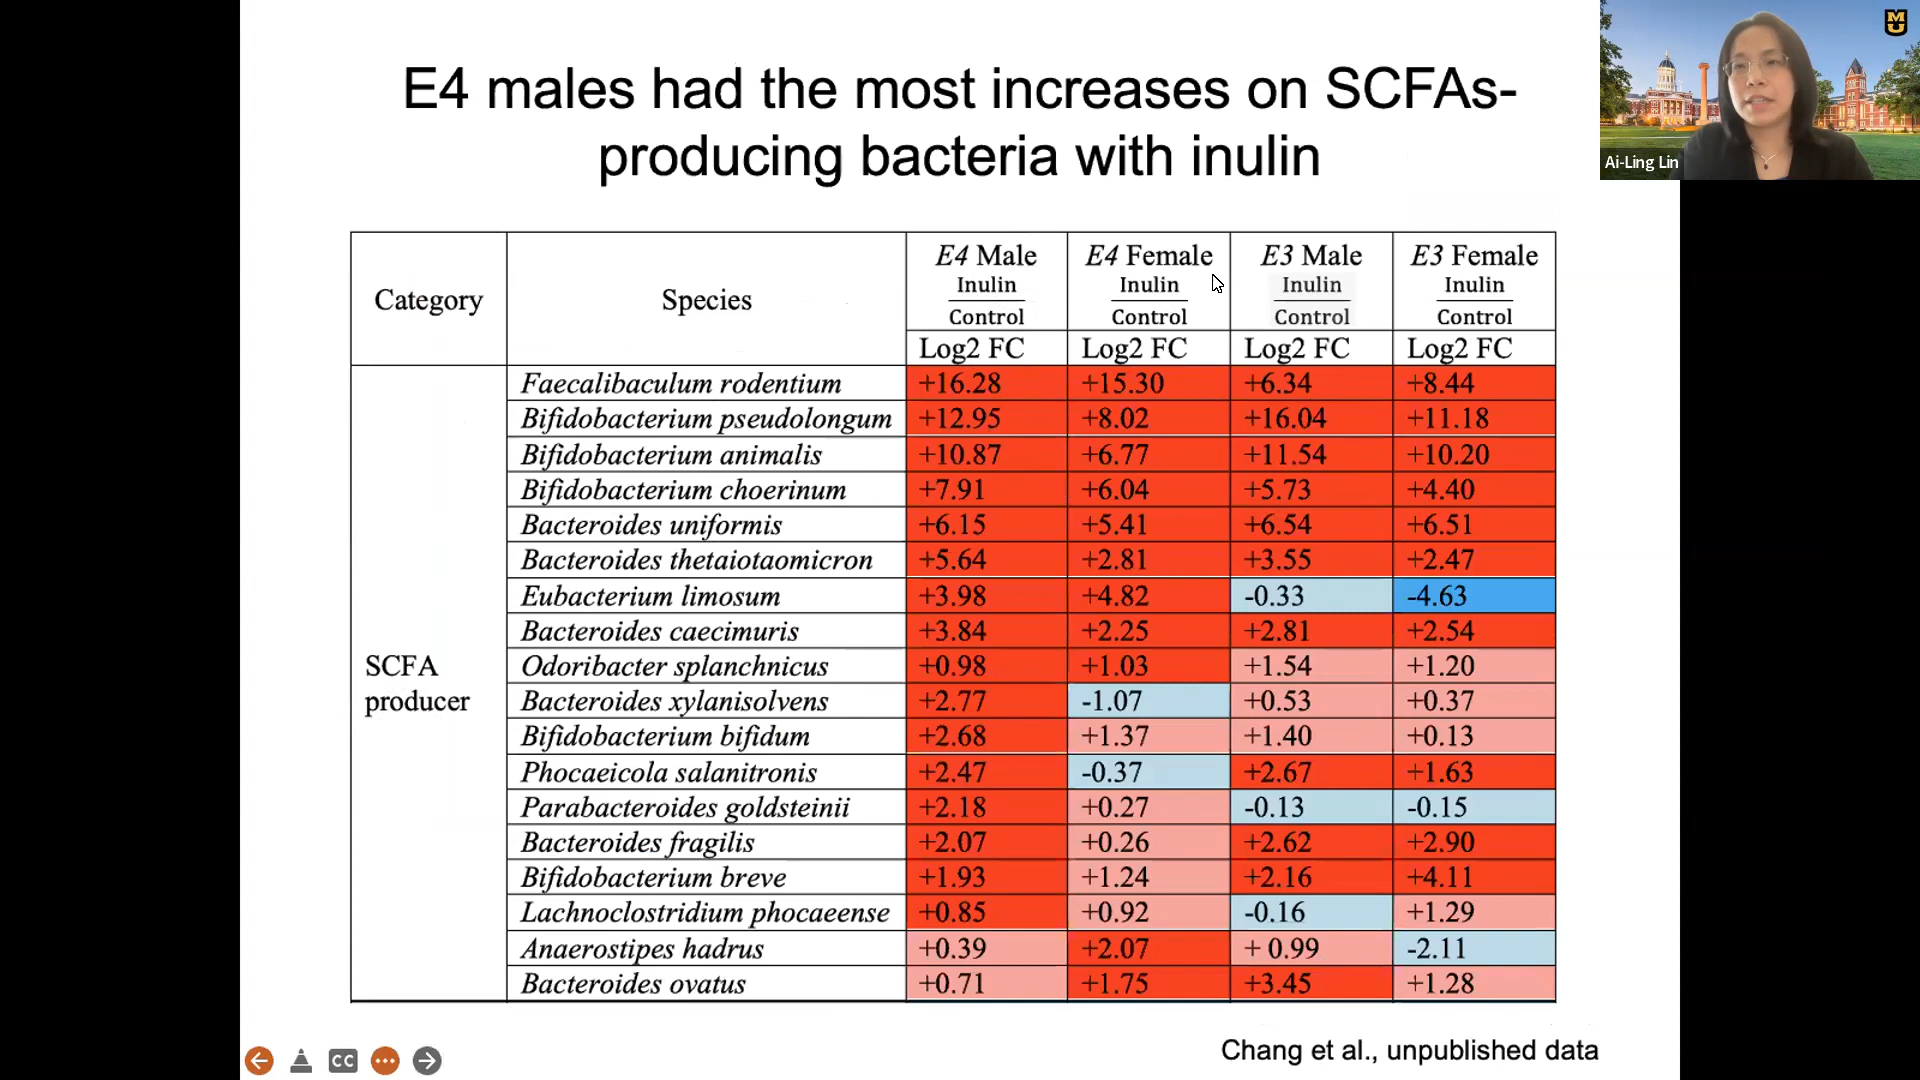 E4 males had the most increases on SCFAs-
producing bacteria with inulin
MU
Ai-Ling Lin
Category Species E4 Male E4 Female E3 Male E3 Female
Inulin Inulin Inulin Inulin
Control Control Control Control
Log2 FC Log2 FC Log2 FC Log2 FC
SCFA
producer
Faecalibaculum rodentium +16.28 +15.30 +6.34 +8.44
Bifidobacterium pseudolongum +12.95 +8.02 +16.04 +11.18
Bifidobacterium animalis +10.87 +6.77 +11.54 +10.20
Bifidobacterium choerinum +7.91 +6.04 +5.73 +4.40
Bacteroides uniformis +6.15 +5.41 +6.54 +6.51
Bacteroides thetaiotaomicron +5.64 +2.81 +3.55 +2.47
Eubacterium limosum +3.98 +4.82 -0.33 -4.63
Bacteroides caecimuris +3.84 +2.25 +2.81 +2.54
Odoribacter splanchnicus +0.98 +1.03 +1.54 +1.20
Bacteroides xylanisolvens +2.77 -1.07 +0.53 +0.37
Bifidobacterium bifidum +2.68 +1.37 +1.40 +0.13
Phocaeicola salanitronis +2.47 -0.37 +2.67 +1.63
Parabacteroides goldsteinii +2.18 +0.27 -0.13 -0.15
Bacteroides fragilis +2.07 +0.26 +2.62 +2.90
Bifidobacterium breve +1.93 +1.24 +2.16 +4.11
Lachnoclostridium phocaeense +0.85 +0.92 -0.16 +1.29
Anaerostipes hadrus +0.39 +2.07 + 0.99 -2.11
Bacteroides ovatus +0.71 +1.75 +3.45 +1.28
CC
Chang et al., unpublished data